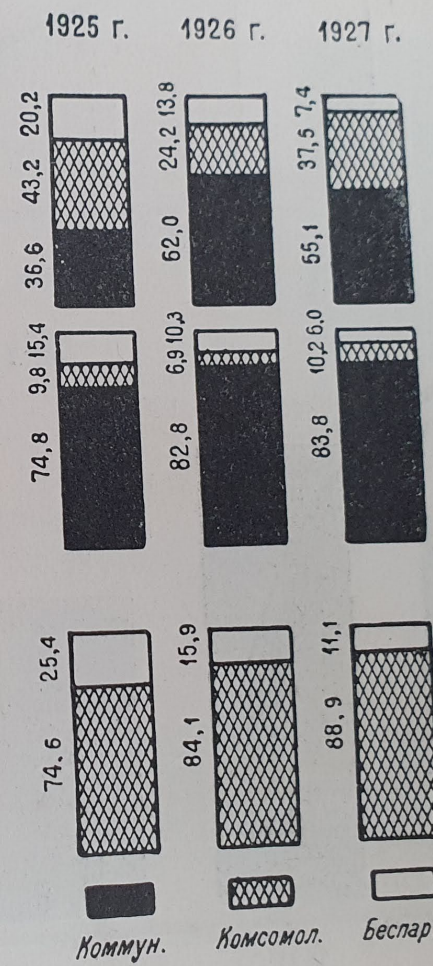 1925 г. 1926 г. 1927 г.
20,2 13,8 7,4
43,2 24,2 37,5
36,6 62,0 55,1
15,4 10,3 6,0
9,8 6,9 10,2
74,8 82,8 83,8
25,4 15,9 11,1
74.6 84,1 88,9
Коммун. Комсомол. Беспар